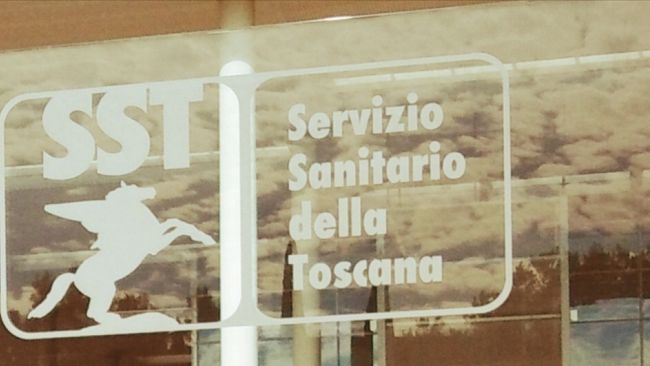 SST
Servizio
Sanitario
della
Toscana